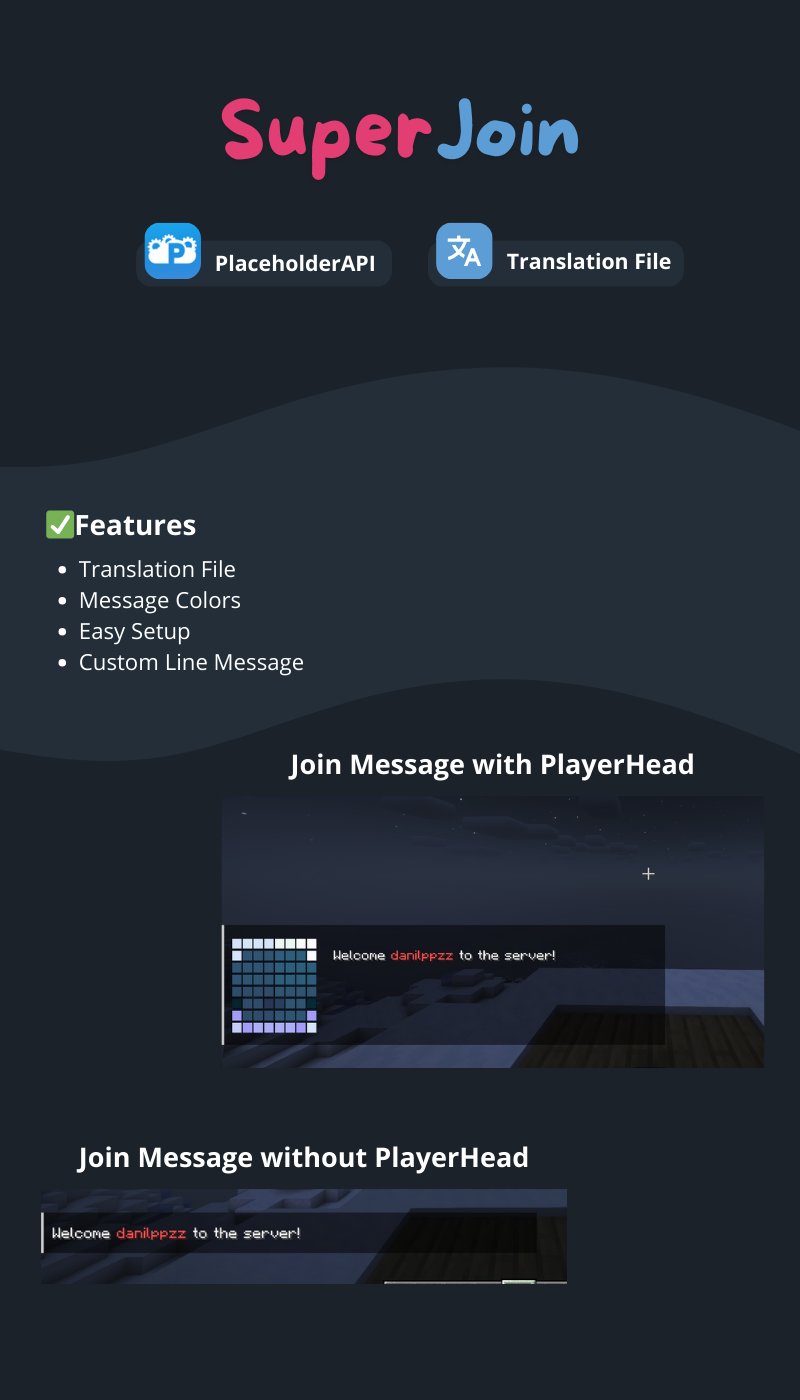 SuperJoin
PlaceholderAPI
Translation File
✅Features
• Translation File
• Message Colors
• Easy Setup
• Custom Line Message
Join Message with PlayerHead
Welcome danilppzz to the server!
Join Message without PlayerHead
Welcome danilppzz to the server!